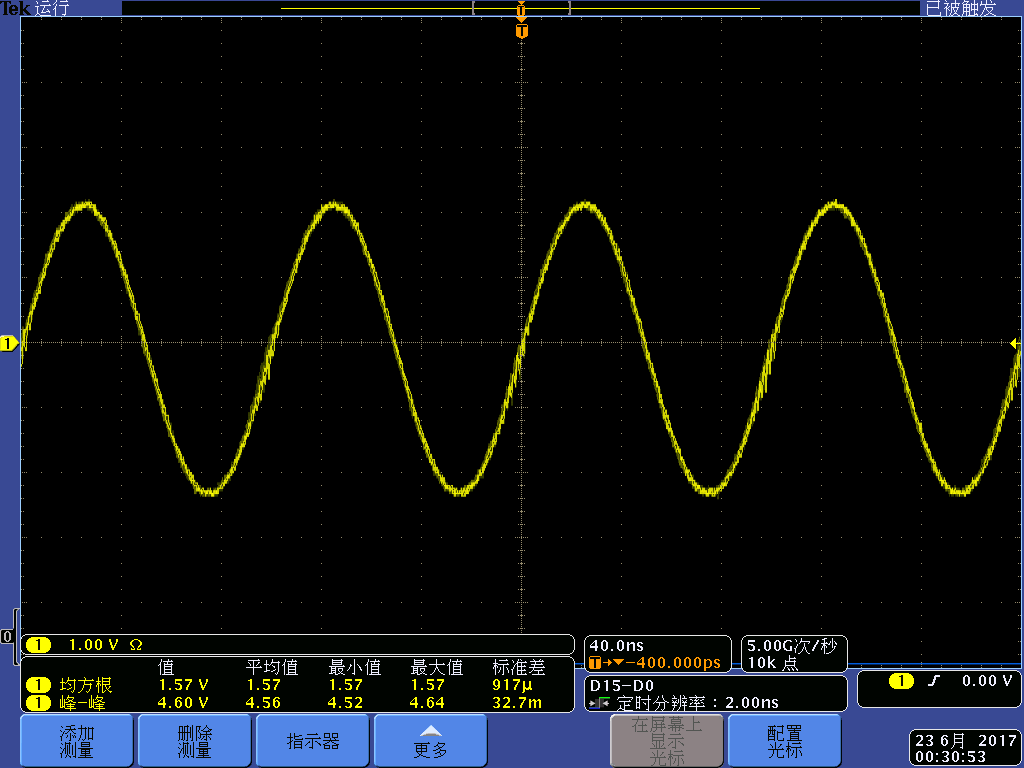 Tek 运行 已被触发
T
T
1
0
1 1.00 V Ω
值 平均值 最小值 最大值 标准差
1 均方根 1.57 V 1.57 1.57 1.57 917μ
1 峰-峰 4.60 V 4.56 4.52 4.64 32.7m
40.0ns
T→▼−400.000ps
5.00G次/秒
10k 点
D15-D0
定时分辨率：2.00ns
1 0.00 V
添加
测量
删除
测量
指示器
更多
在屏幕上
显示
光标
配置
光标
23 6月 2017
00:30:53